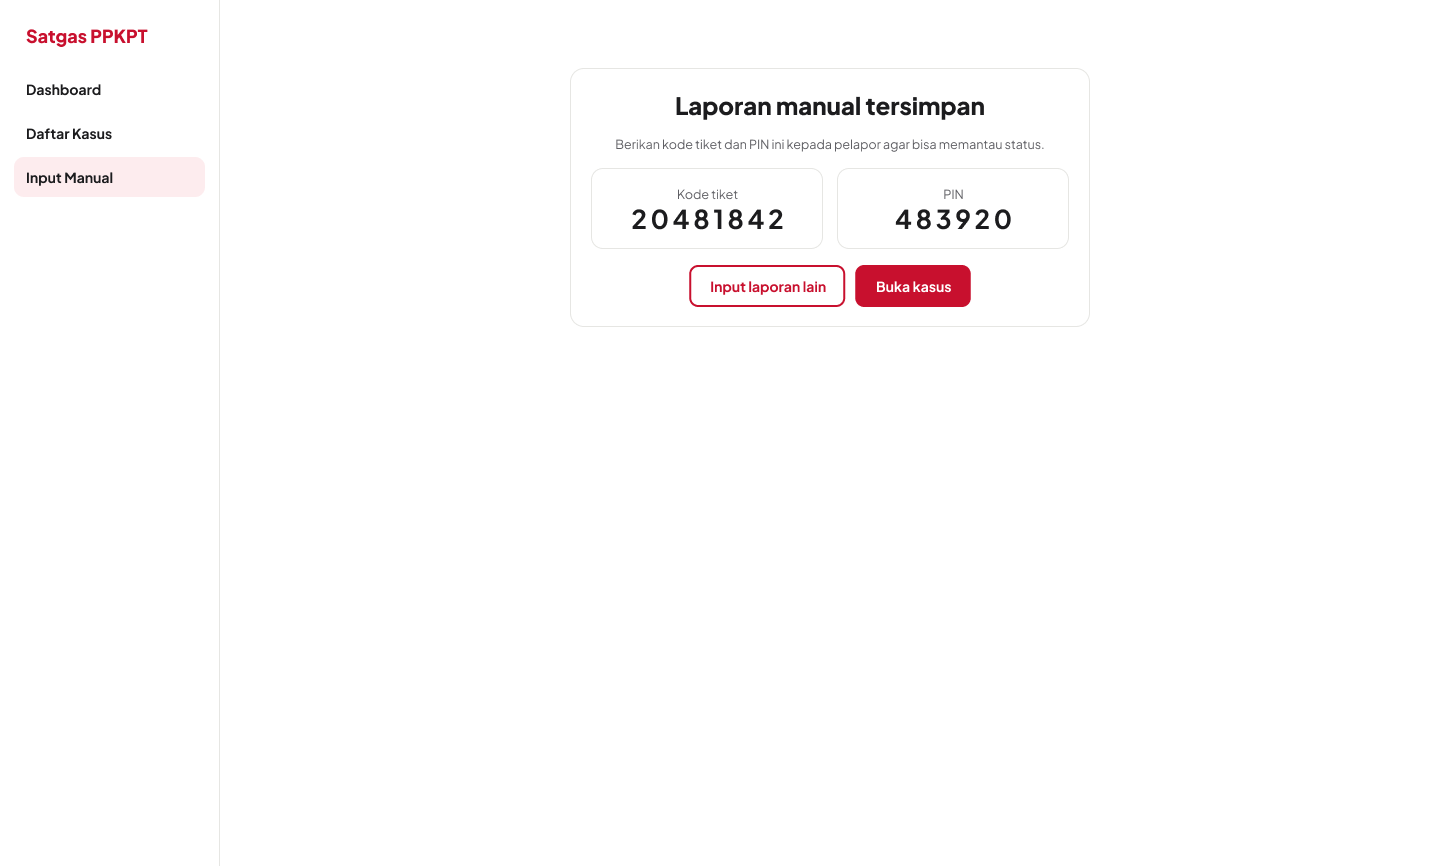 Satgas PPKPT
Dashboard
Daftar Kasus
Input Manual
Laporan manual tersimpan
Berikan kode tiket dan PIN ini kepada pelapor agar bisa memantau status.
Kode tiket
20481842
PIN
483920
Input laporan lain
Buka kasus